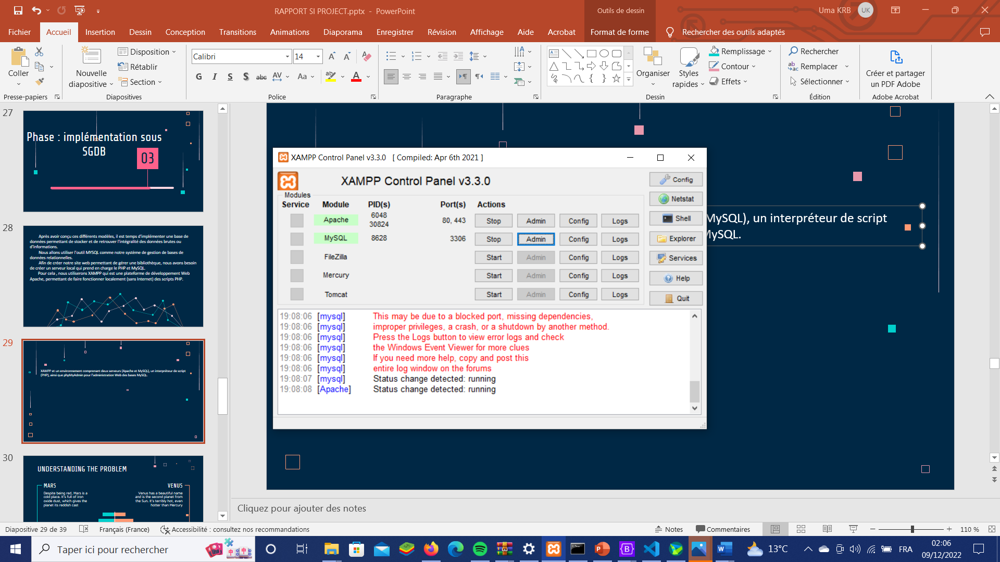 RAPPORT SI PROJECT.pptx - PowerPoint
Outils de dessin
Uma KRB
UK
Fichier
Accueil
Insertion
Dessin
Conception
Transitions
Animations
Diaporama
Enregistrer
Révision
Affichage
Aide
Acrobat
Format de forme
Rechercher des outils adaptés
Coller
Presse-papiers
Nouvelle
diapositive
Disposition
Rétablir
Section
Diapositives
Calibri
14
G I S S abc AV Aa A
Police
Paragraphe
Organiser
Styles
rapides
Remplissage
Contour
Effets
Dessin
Rechercher
Remplacer
Sélectionner
Édition
Créer et partager
un PDF Adobe
Adobe Acrobat
27
Phase : implémentation sous
SGDB
03
28
Après avoir conçu ces différents modèles, il est temps d'implémenter une base de
données permettant de stocker et de retrouver l'intégralité des données brutes ou
d'informations.
Nous allons utiliser l'outil MYSQL comme notre système de gestion de bases de
données relationnelles.
Afin de créer notre site web permettant de gérer une bibliothèque, nous avons besoin
de créer un serveur local qui prend en charge le PHP et MySQL.
Pour cela , nous utiliserons XAMPP qui est une plateforme de développement Web
Apache, permettant de faire fonctionner localement (sans Internet) des scripts PHP.
29
XAMPP et un environnement comprenant deux serveurs (Apache et MySQL), un interpréteur de script
(PHP), ainsi que phpMyAdmin pour l'administration Web des bases MySQL.
30
UNDERSTANDING THE PROBLEM
MARS
Despite being red, Mars is a
cold place. It's full of iron
oxide dust, which gives the
planet its reddish cast
VENUS
Venus has a beautiful name
and is the second planet from
the Sun. It's terribly hot, even
hotter than Mercury
MySQL), un interpréteur de script
MySQL.
XAMPP Control Panel v3.3.0 [ Compiled: Apr 6th 2021 ]
XAMPP Control Panel v3.3.0
Modules
Service Module PID(s) Port(s) Actions
Apache 6048 80, 443 Stop Admin Config Logs
30824
MySQL 8628 3306 Stop Admin Config Logs
FileZilla Start Admin Config Logs
Mercury Start Admin Config Logs
Tomcat Start Admin Config Logs
Config
Netstat
Shell
Explorer
Services
Help
Quit
19:08:06 [mysql] This may be due to a blocked port, missing dependencies,
19:08:06 [mysql] improper privileges, a crash, or a shutdown by another method.
19:08:06 [mysql] Press the Logs button to view error logs and check
19:08:06 [mysql] the Windows Event Viewer for more clues
19:08:06 [mysql] If you need more help, copy and post this
19:08:06 [mysql] entire log window on the forums
19:08:07 [mysql] Status change detected: running
19:08:08 [Apache] Status change detected: running
Cliquez pour ajouter des notes
Diapositive 29 de 39
Français (France)
Accessibilité : consultez nos recommandations
Notes
Commentaires
110 %
Taper ici pour rechercher
13°C
FRA
02:06
09/12/2022